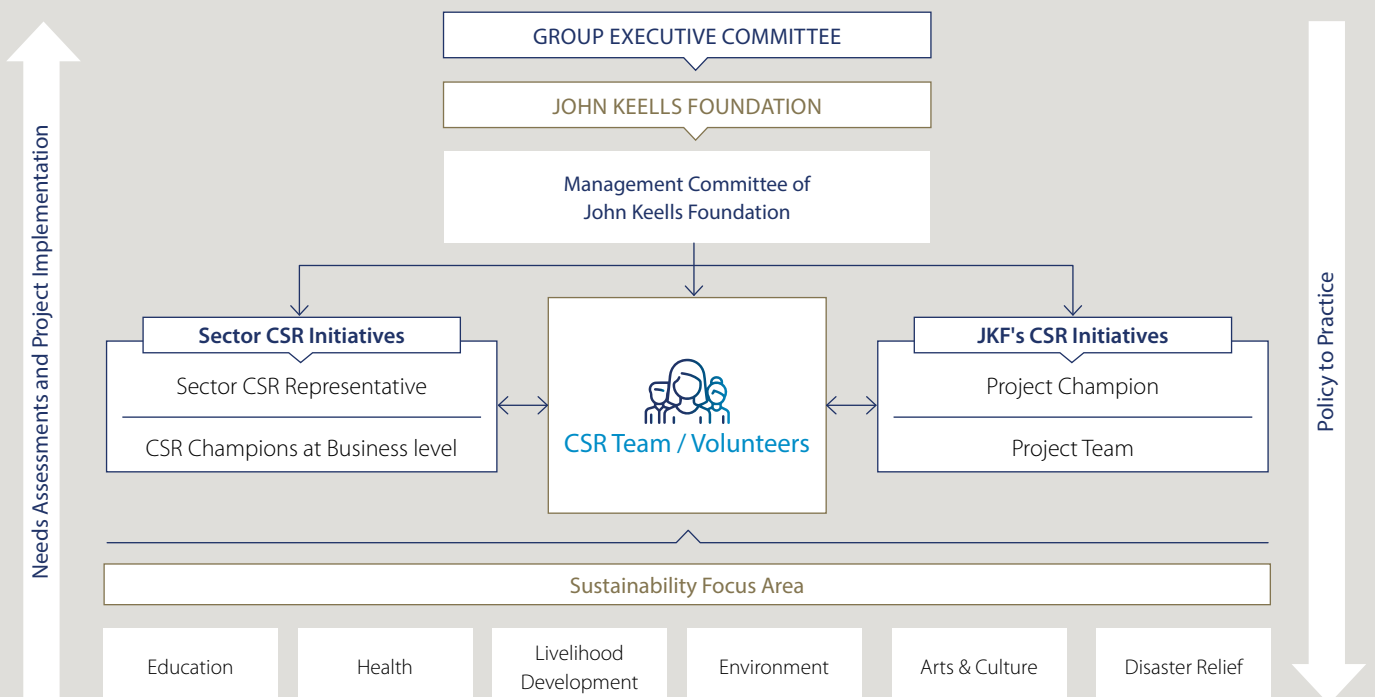 GROUP EXECUTIVE COMMITTEE
JOHN KEELLS FOUNDATION
Management Committee of
John Keells Foundation
Needs Assessments and Project Implementation
Sector CSR Initiatives
Sector CSR Representative
CSR Champions at Business level
CSR Team / Volunteers
JKF's CSR Initiatives
Project Champion
Project Team
Policy to Practice
Sustainability Focus Area
Education
Health
Livelihood
Development
Environment
Arts & Culture
Disaster Relief